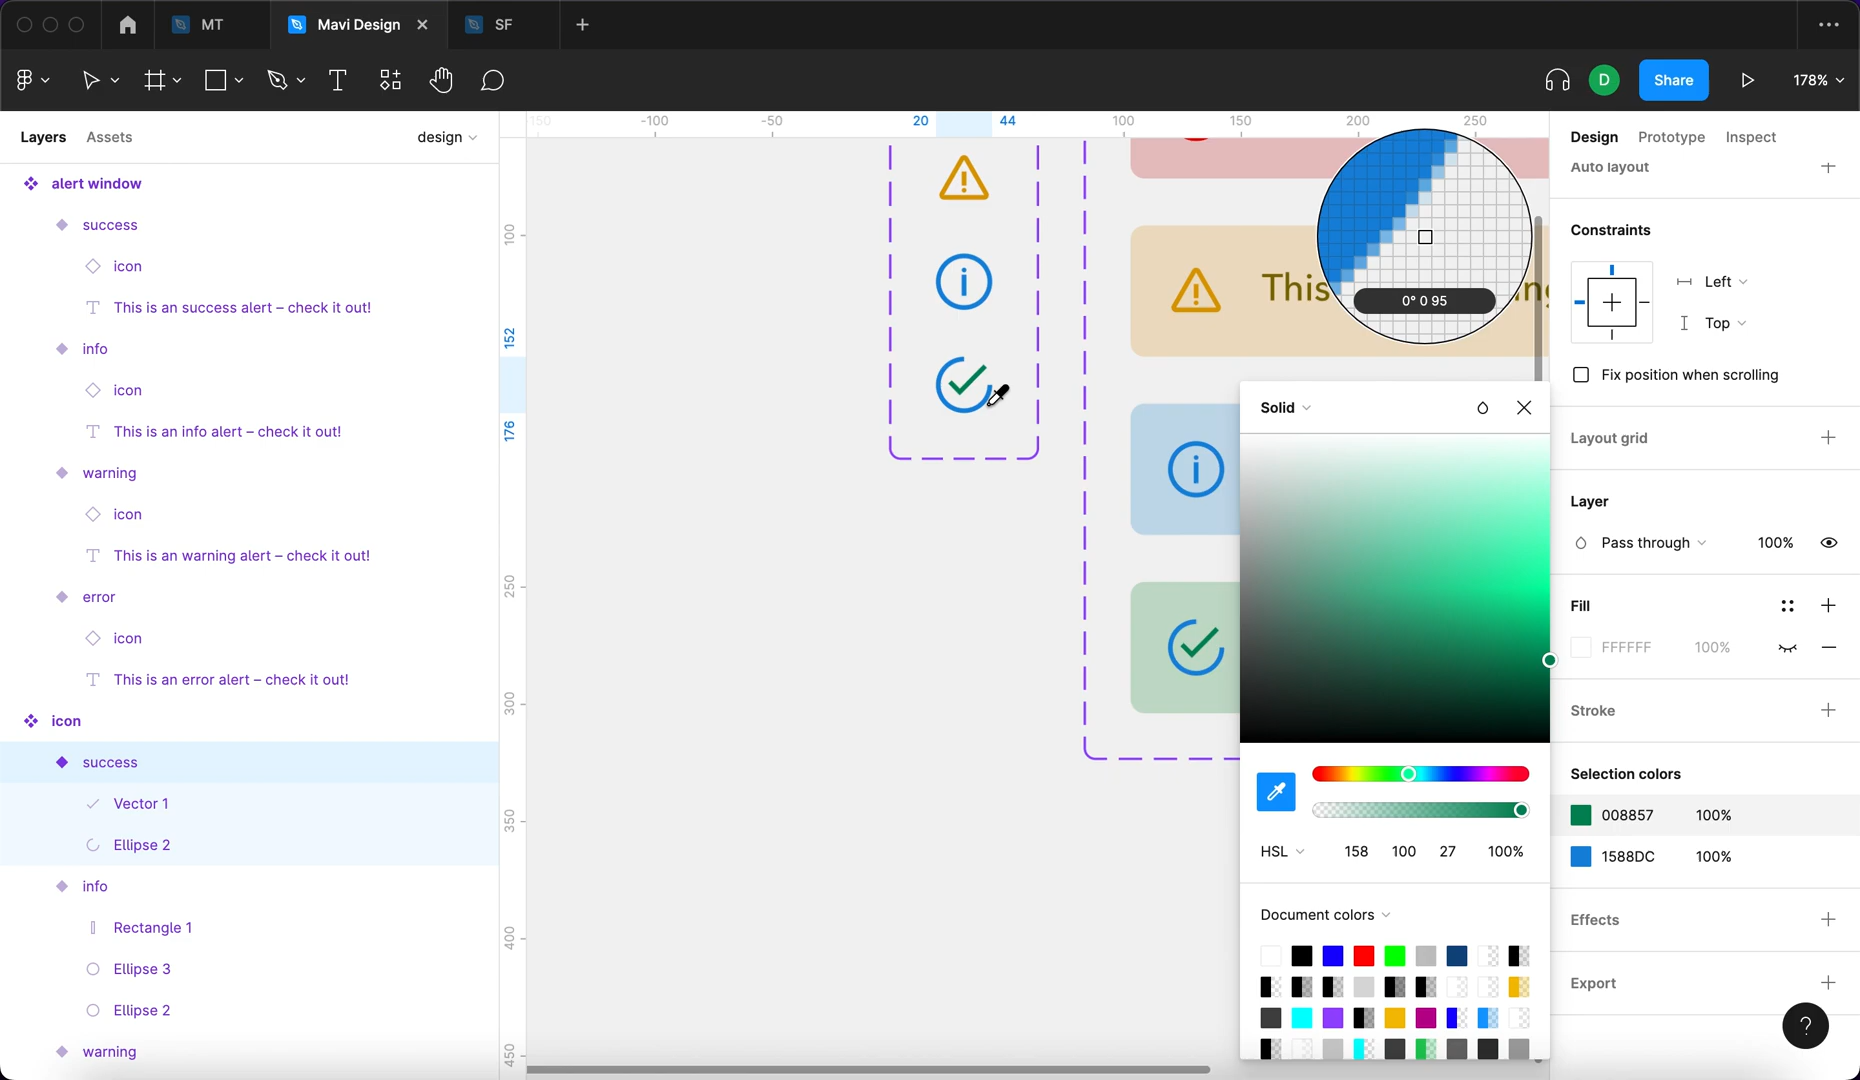 MT
Mavi Design
SF
D
Share
178%
Layers
Assets
design
alert window
success
icon
This is an success alert – check it out!
info
icon
This is an info alert – check it out!
warning
icon
This is an warning alert – check it out!
error
icon
This is an error alert – check it out!
icon
success
Vector 1
Ellipse 2
info
Rectangle 1
Ellipse 3
Ellipse 2
warning
150
-100
-50
20
44
100
150
200
250
100
152
176
250
300
350
400
450
This
0° 0 95
Solid
HSL
158
100
27
100%
Document colors
Design
Prototype
Inspect
Auto layout
Constraints
Left
Top
Fix position when scrolling
Layout grid
Layer
Pass through
100%
Fill
FFFFFF
100%
Stroke
Selection colors
008857
100%
1588DC
100%
Effects
Export
?